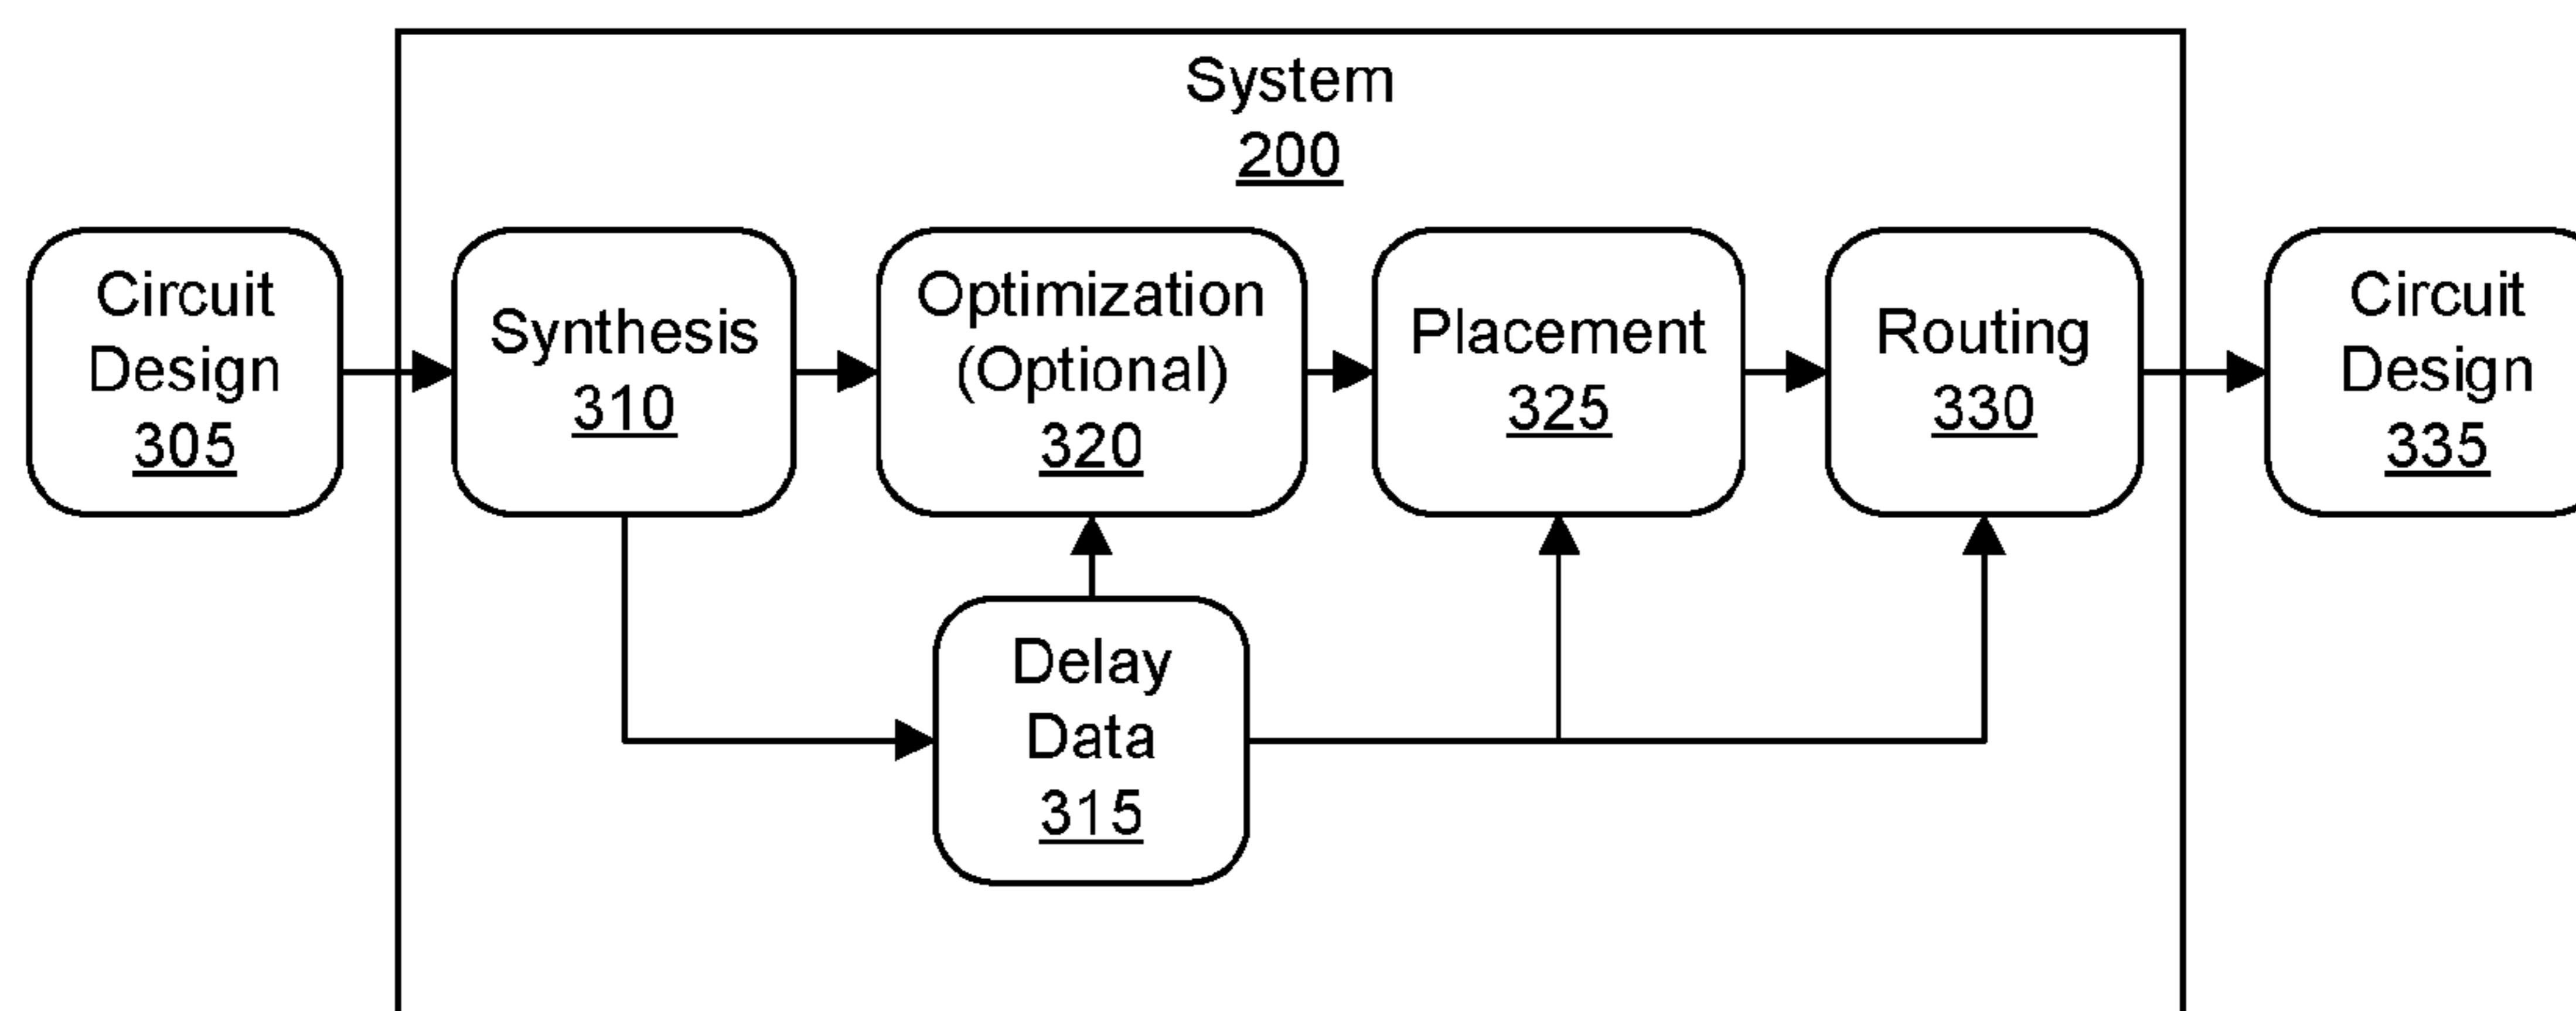 System
200
Circuit
Design
305
Synthesis
310
Optimization
(Optional)
320
Placement
325
Routing
330
Circuit
Design
335
Delay
Data
315